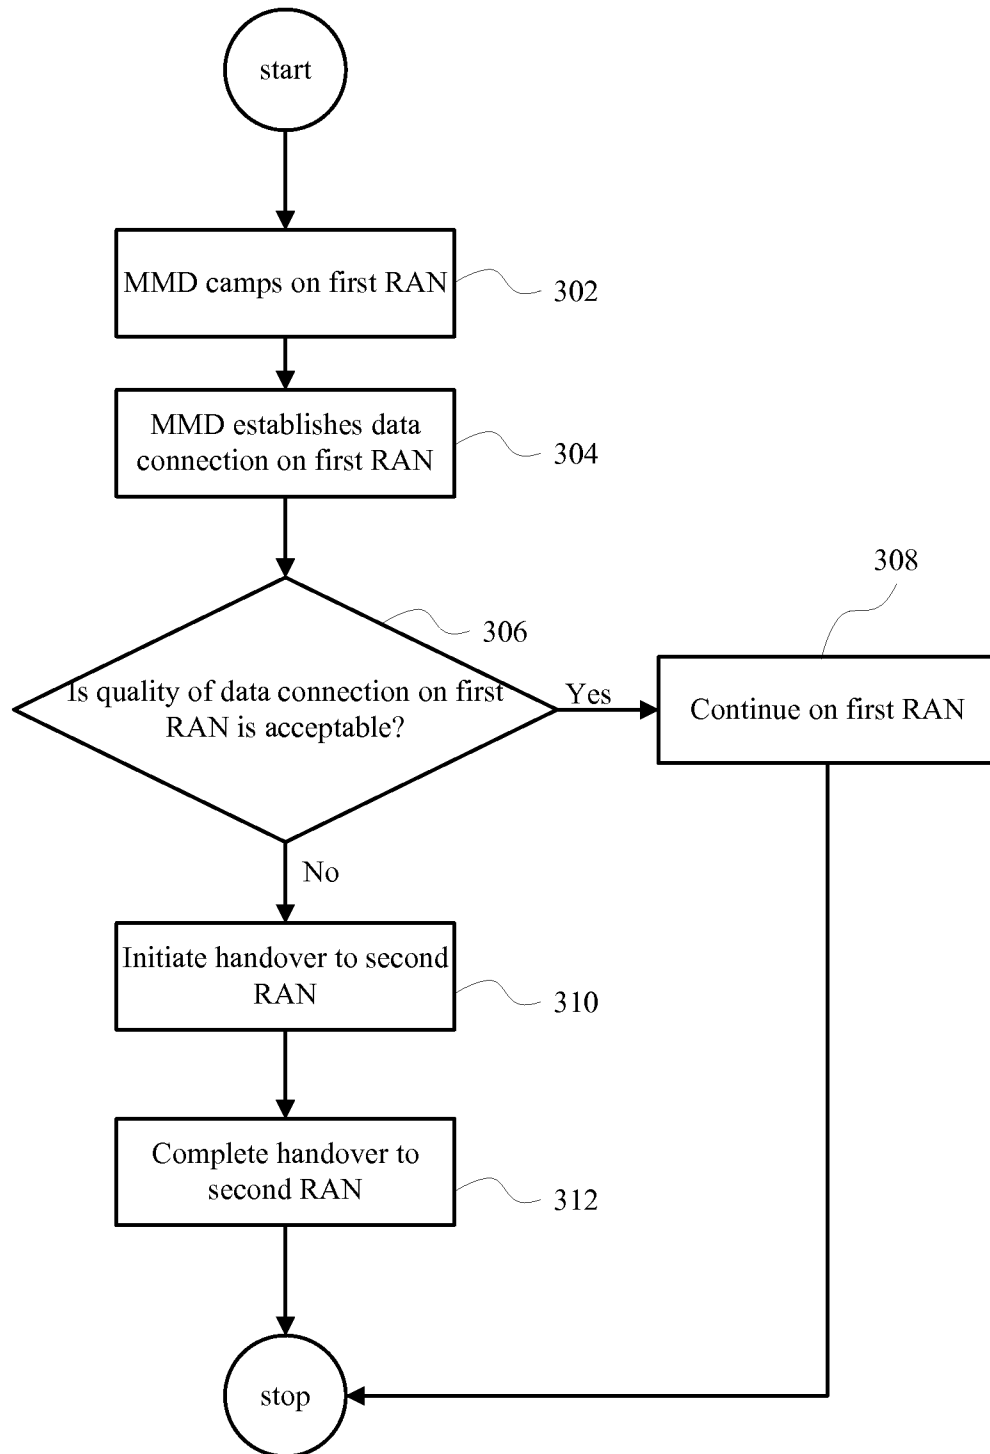 start
MMD camps on first RAN
302
MMD establishes data
connection on first RAN
304
308
306
Is quality of data connection on first
RAN is acceptable?
Yes
Continue on first RAN
No
Initiate handover to second
RAN
310
Complete handover to
second RAN
312
stop